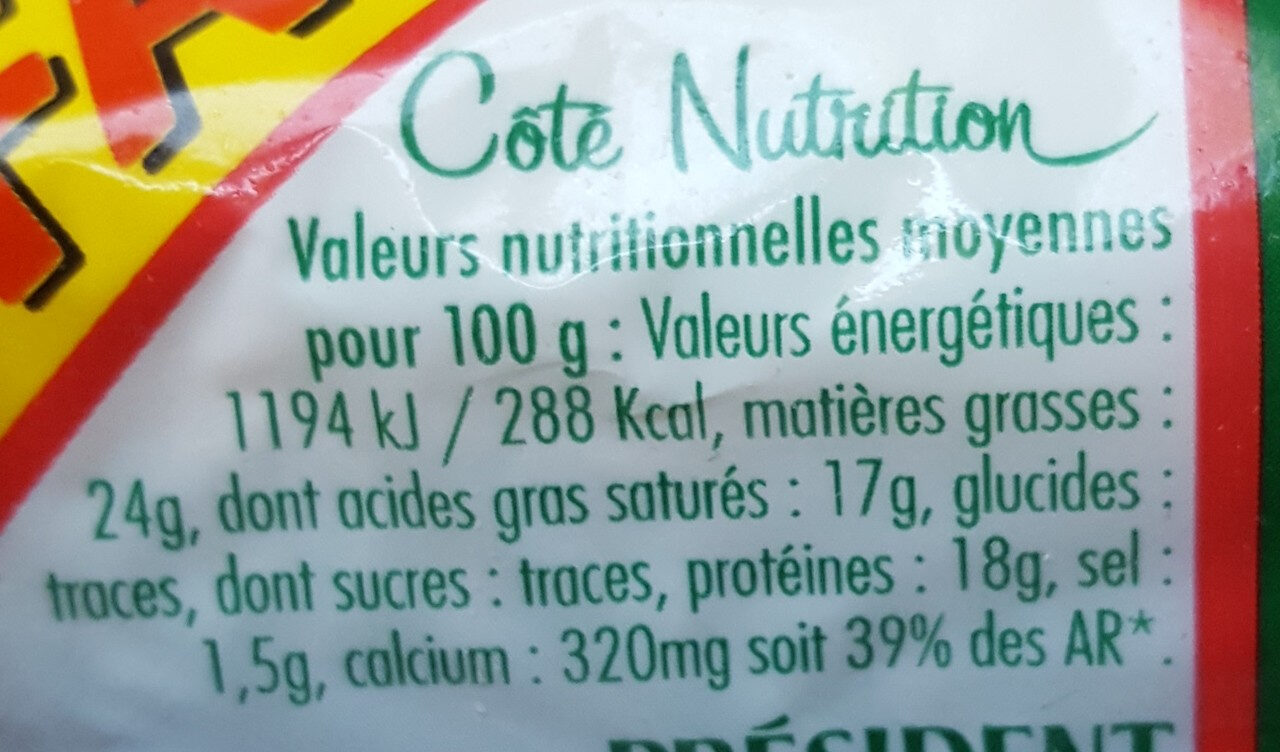 Côté Nutrition
Valeurs nutritionnelles moyennes
pour 100 g : Valeurs énergétiques :
1194 kJ / 288 Kcal, matières grasses :
24g, dont acides gras saturés : 17g, glucides :
traces, dont sucres : traces, protéines : 18g, sel :
1,5g, calcium : 320mg soit 39% des AR*.
PRÉSIDENT